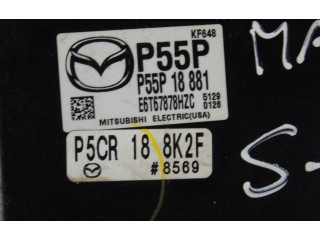 KF648
P55P
P55P 18 881
E6T67878HZC 5129
0126
MITSUBISHI ELECTRIC(USA)
MA
P5CR 18 8K2F
#8569
S-